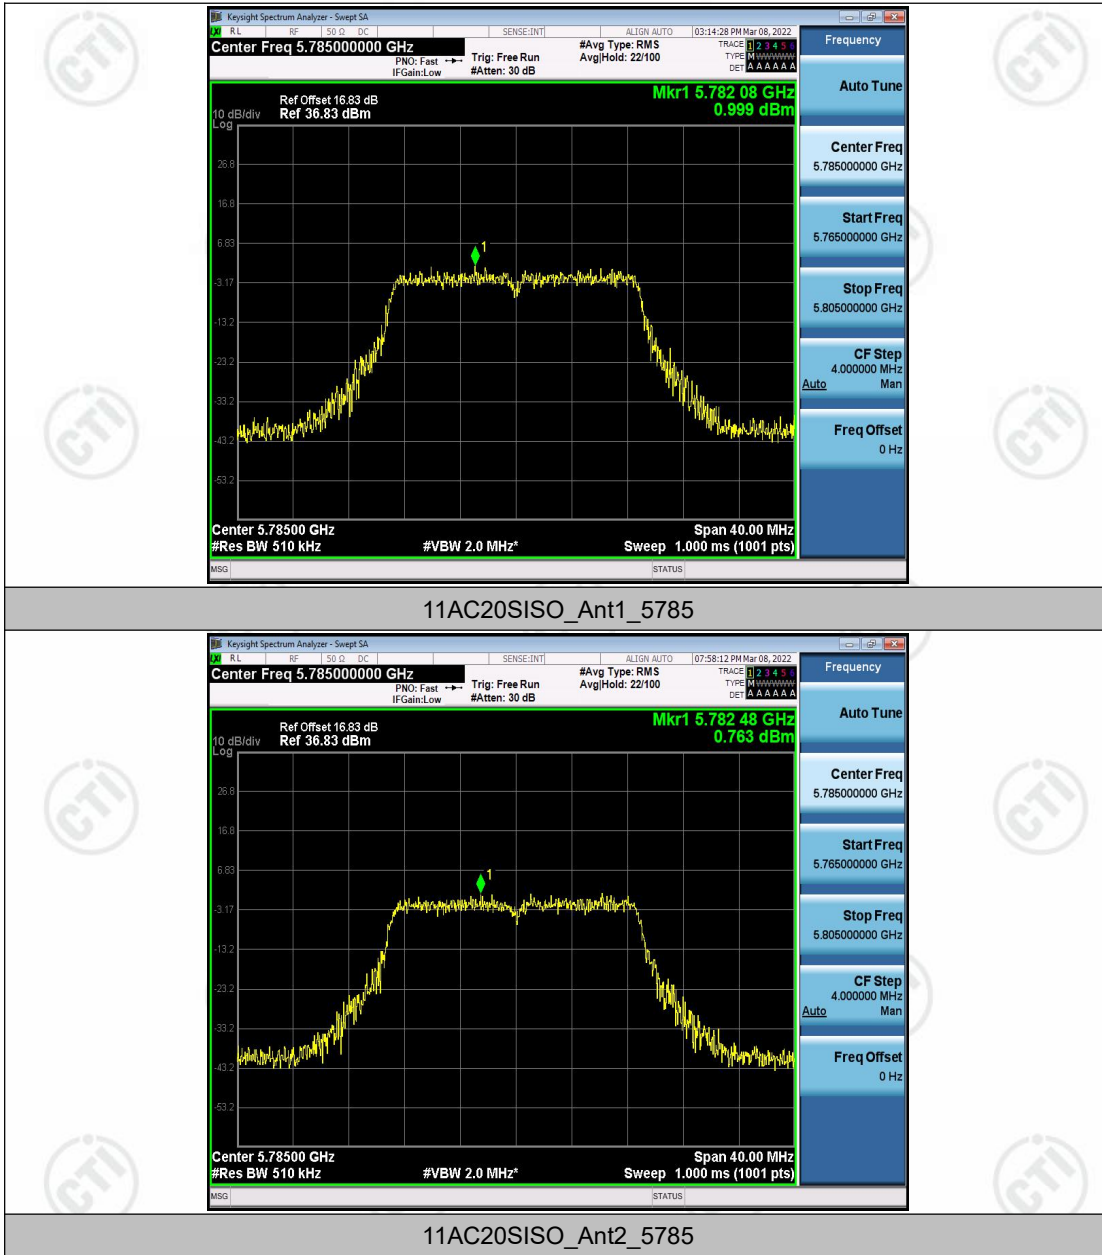 Keysight Spectrum Analyzer - Swept SA
LXI RL RF 50 Ω DC SENSE:INT ALIGN AUTO 03:14:28 PM Mar 08, 2022
Center Freq 5.785000000 GHz
PNO: Fast
IFGain:Low
Trig: Free Run
#Atten: 30 dB
#Avg Type: RMS
Avg|Hold: 22/100
TRACE 1 2 3 4 5 6
TYPE M WWWWW
DET A A A A A A
Ref Offset 16.83 dB
Ref 36.83 dBm
10 dB/div
Log
Mkr1 5.782 08 GHz
0.999 dBm
26.8
16.8
6.83
-3.17
-13.2
-23.2
-33.2
-43.2
-53.2
1
Center 5.78500 GHz
Span 40.00 MHz
#Res BW 510 kHz
#VBW 2.0 MHz*
Sweep 1.000 ms (1001 pts)
MSG
STATUS
Frequency
Auto Tune
Center Freq
5.785000000 GHz
Start Freq
5.765000000 GHz
Stop Freq
5.805000000 GHz
CF Step
4.000000 MHz
Auto Man
Freq Offset
0 Hz
11AC20SISO_Ant1_5785
Keysight Spectrum Analyzer - Swept SA
LXI RL RF 50 Ω DC SENSE:INT ALIGN AUTO 07:58:12 PM Mar 08, 2022
Center Freq 5.785000000 GHz
PNO: Fast
IFGain:Low
Trig: Free Run
#Atten: 30 dB
#Avg Type: RMS
Avg|Hold: 22/100
TRACE 1 2 3 4 5 6
TYPE M WWWWW
DET A A A A A A
Ref Offset 16.83 dB
Ref 36.83 dBm
10 dB/div
Log
Mkr1 5.782 48 GHz
0.763 dBm
26.8
16.8
6.83
-3.17
-13.2
-23.2
-33.2
-43.2
-53.2
1
Center 5.78500 GHz
Span 40.00 MHz
#Res BW 510 kHz
#VBW 2.0 MHz*
Sweep 1.000 ms (1001 pts)
MSG
STATUS
Frequency
Auto Tune
Center Freq
5.785000000 GHz
Start Freq
5.765000000 GHz
Stop Freq
5.805000000 GHz
CF Step
4.000000 MHz
Auto Man
Freq Offset
0 Hz
11AC20SISO_Ant2_5785
CTI
CTI
CTI
CTI
CTI
CTI
CTI
CTI